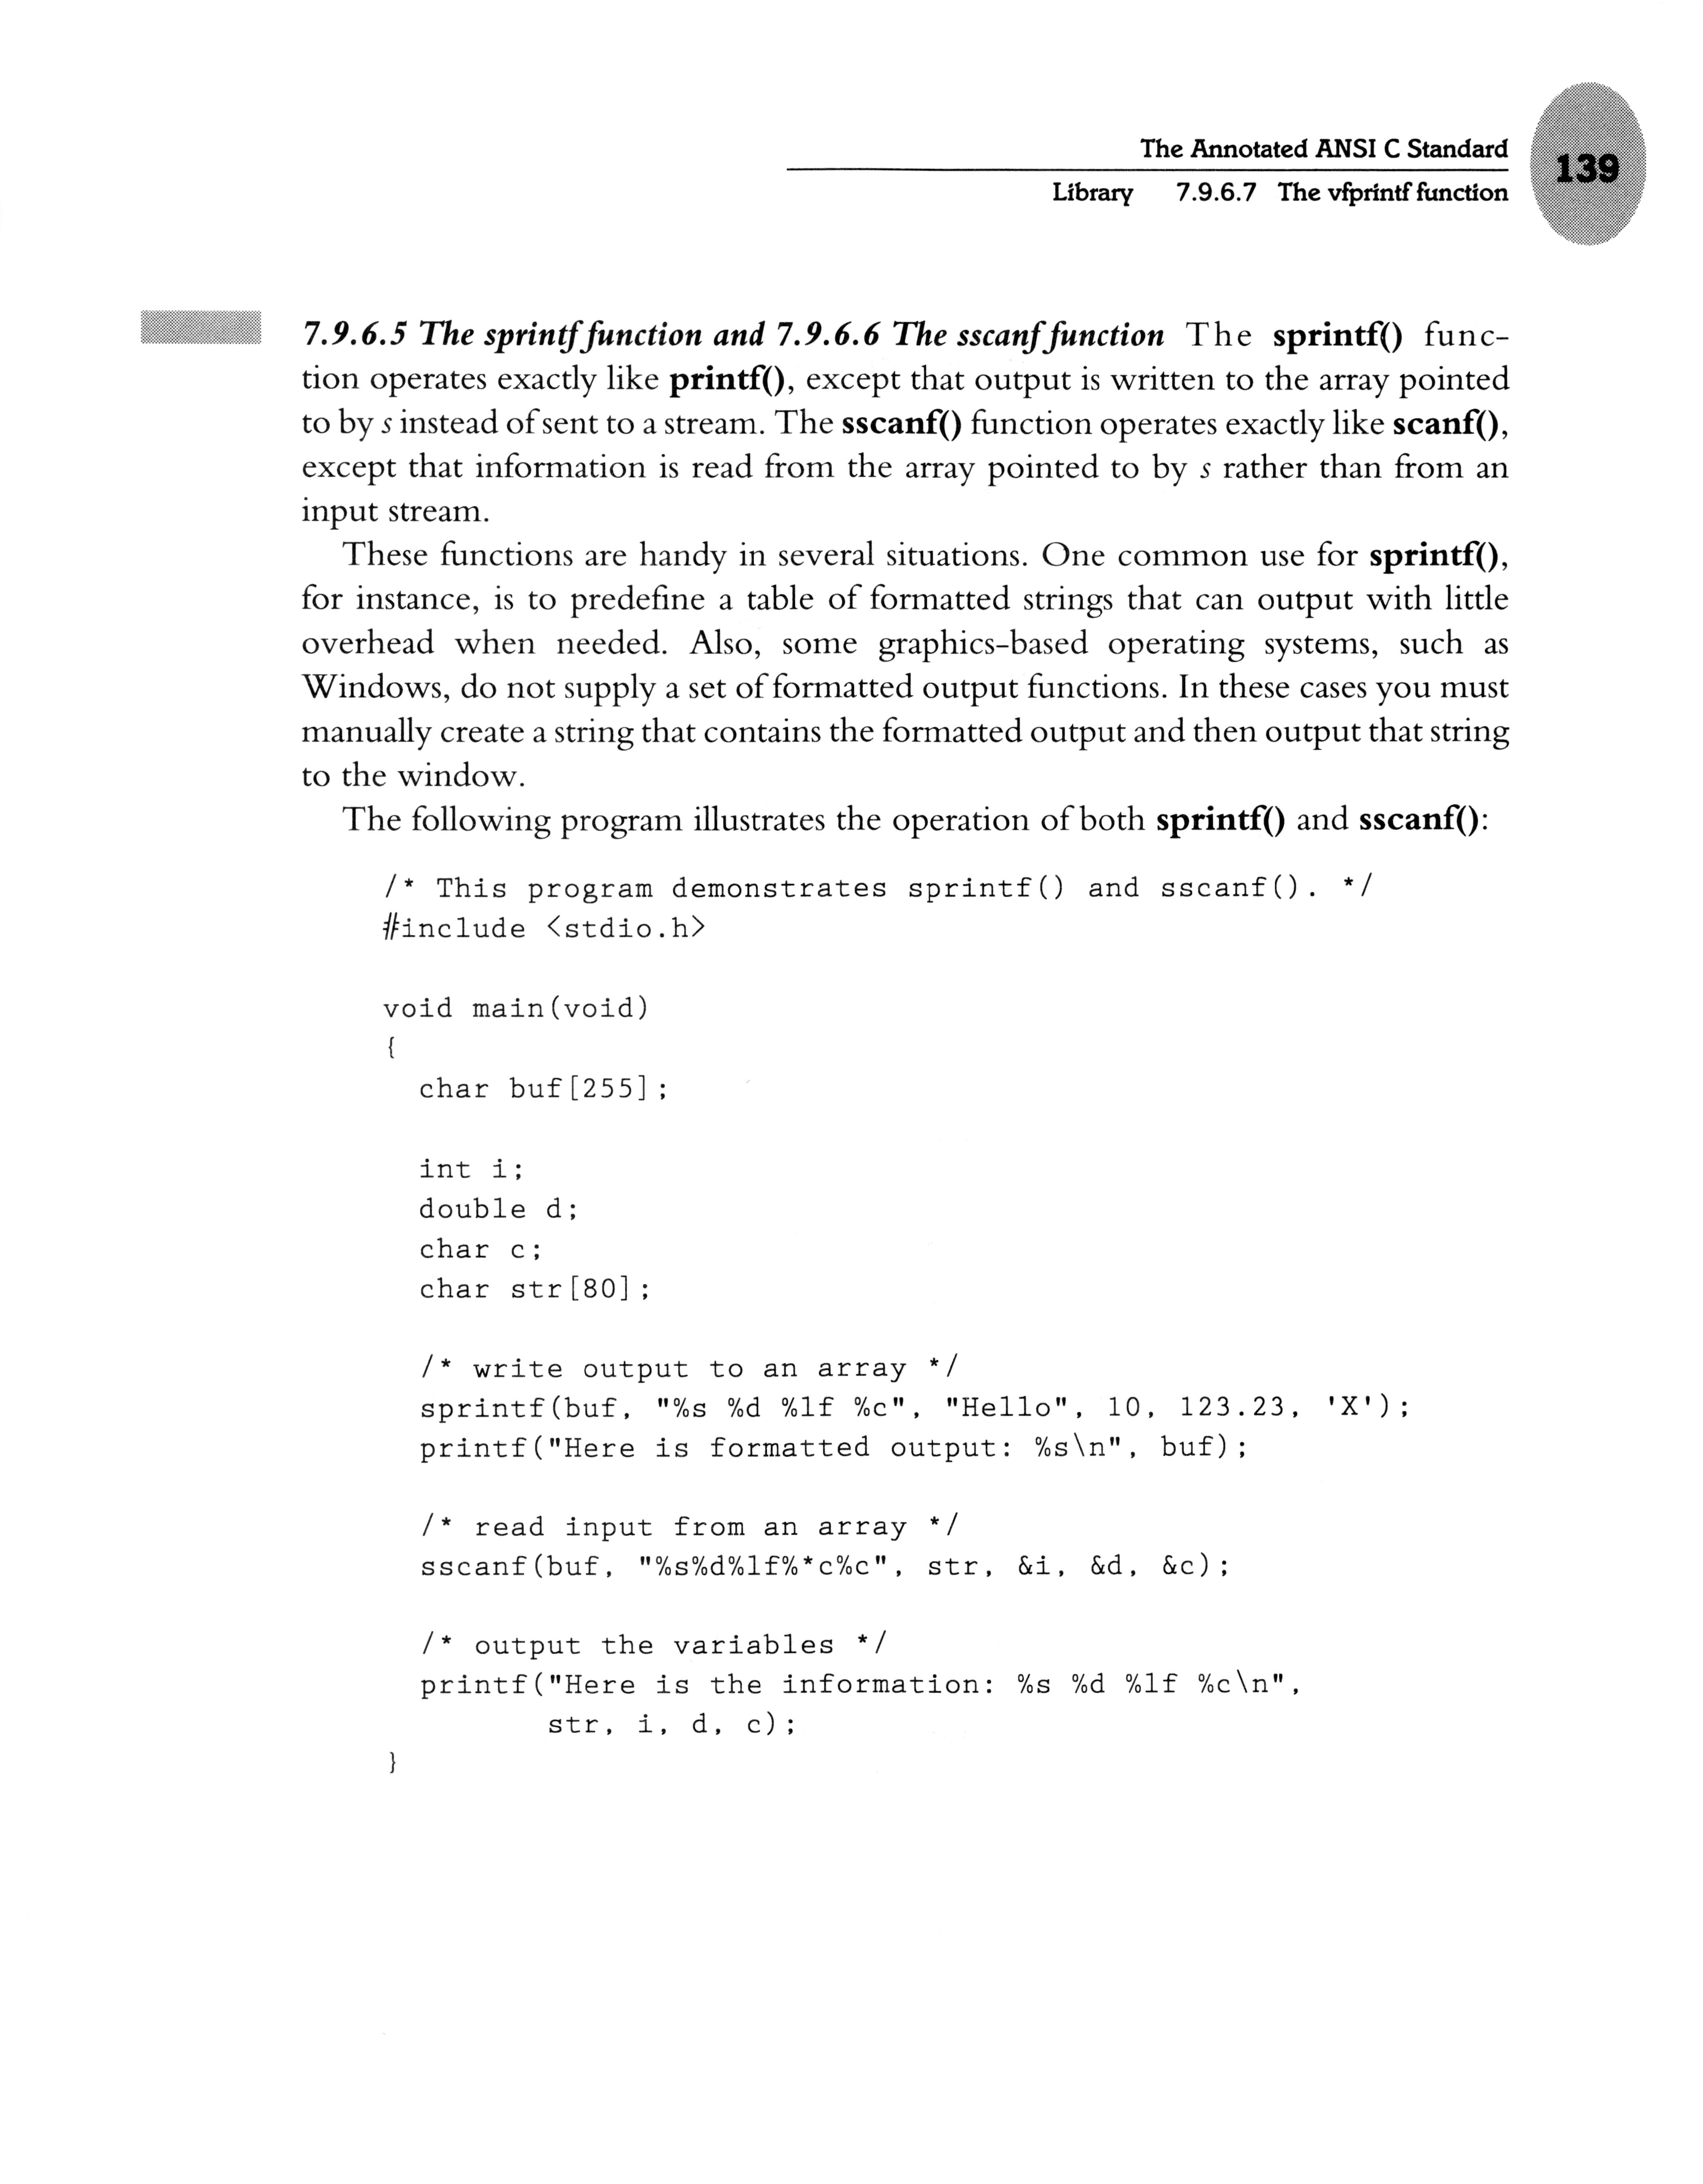 The Annotated ANSI C Standard
139
Library 7.9.6.7 The vfprintf function
7.9.6.5 The sprintf function and 7.9.6.6 The sscanf function The sprintf() func-
tion operates exactly like printf(), except that output is written to the array pointed
to by s instead of sent to a stream. The sscanf() function operates exactly like scanf(),
except that information is read from the array pointed to by s rather than from an
input stream.
These functions are handy in several situations. One common use for sprintf(),
for instance, is to predefine a table of formatted strings that can output with little
overhead when needed. Also, some graphics-based operating systems, such as
Windows, do not supply a set of formatted output functions. In these cases you must
manually create a string that contains the formatted output and then output that string
to the window.
The following program illustrates the operation of both sprintf() and sscanf():
/* This program demonstrates sprintf() and sscanf(). */
#include <stdio.h>
void main(void)
{
char buf[255];
int i;
double d;
char c;
char str[80];
/* write output to an array */
sprintf(buf, "%s %d %lf %c", "Hello", 10, 123.23, 'X');
printf("Here is formatted output: %s\n", buf);
/* read input from an array */
sscanf(buf, "%s%d%lf%*c%c", str, &i, &d, &c);
/* output the variables */
printf("Here is the information: %s %d %lf %c\n",
str, i, d, c);
}